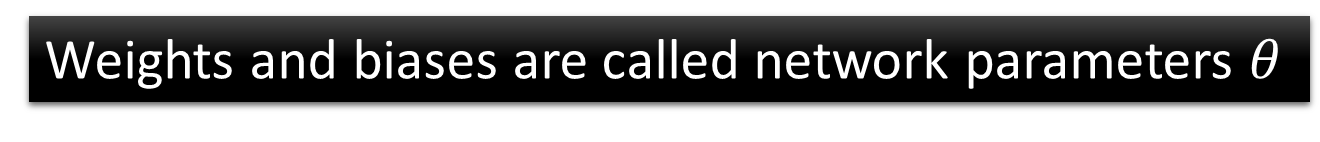 Weights and biases are called network parameters 𝜃